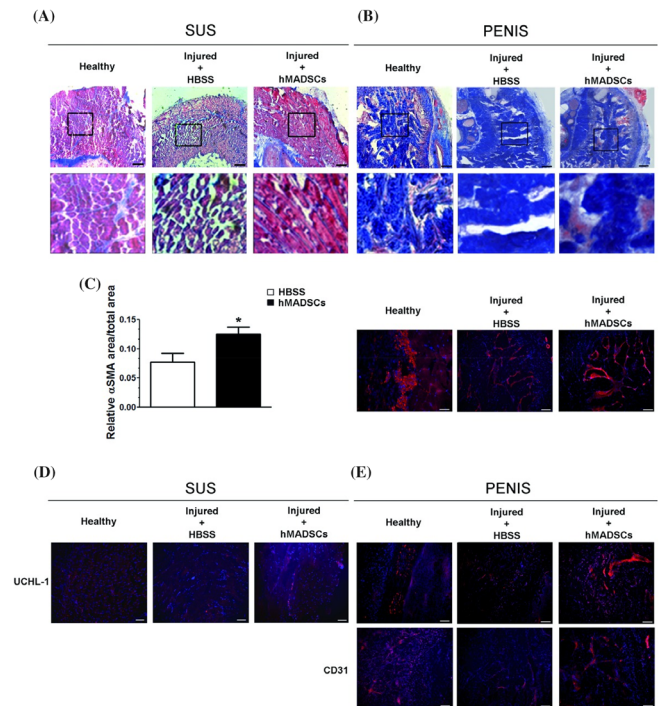 (A)
SUS
Healthy
Injured
+
HBSS
Injured
+
hMADSCs
(B)
PENIS
Healthy
Injured
+
HBSS
Injured
+
hMADSCs
(C)
HBSS
hMADSCs
Relative αSMA area/total area
0.15
0.10
0.05
0.00
*
Healthy
Injured
+
HBSS
Injured
+
hMADSCs
(D)
SUS
Healthy
Injured
+
HBSS
Injured
+
hMADSCs
UCHL-1
(E)
PENIS
Healthy
Injured
+
HBSS
Injured
+
hMADSCs
CD31